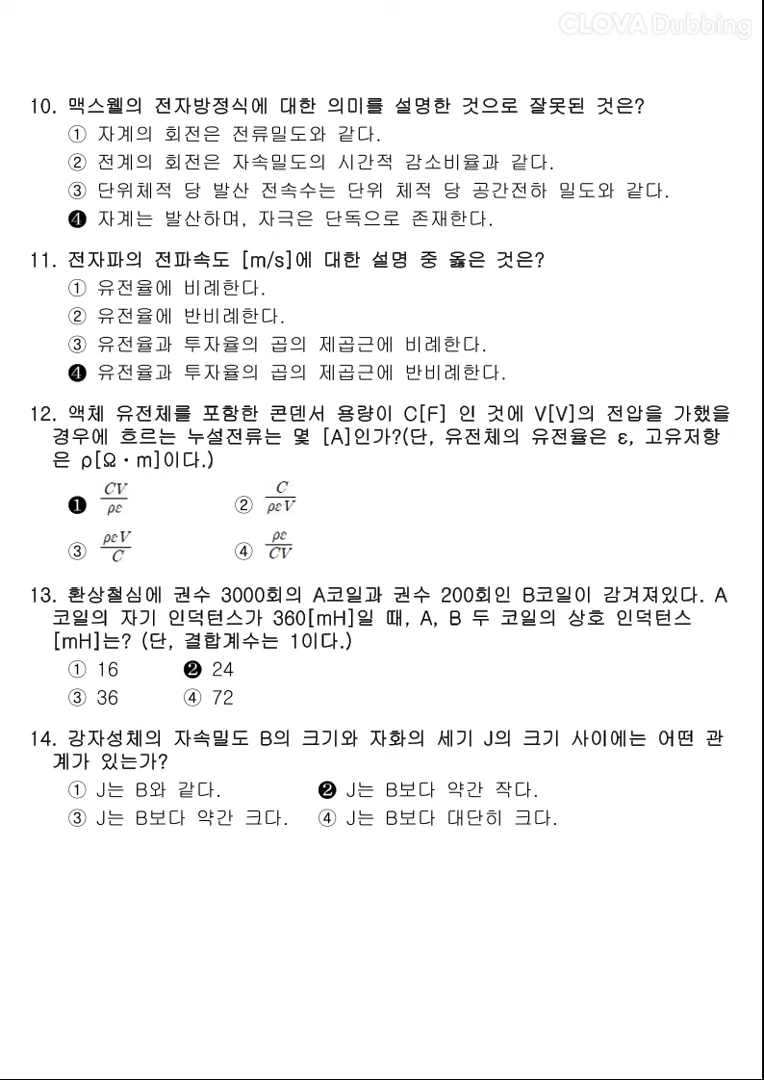 CLOVA Dubbing
10. 맥스웰의 전자방정식에 대한 의미를 설명한 것으로 잘못된 것은?
① 자계의 회전은 전류밀도와 같다.
② 전계의 회전은 자속밀도의 시간적 감소비율과 같다.
③ 단위체적 당 발산 전속수는 단위 체적 당 공간전하 밀도와 같다.
❹ 자계는 발산하며, 자극은 단독으로 존재한다.
11. 전자파의 전파속도 [m/s]에 대한 설명 중 옳은 것은?
① 유전율에 비례한다.
② 유전율에 반비례한다.
③ 유전율과 투자율의 곱의 제곱근에 비례한다.
❹ 유전율과 투자율의 곱의 제곱근에 반비례한다.
12. 액체 유전체를 포함한 콘덴서 용량이 C[F] 인 것에 V[V]의 전압을 가했을
경우에 흐르는 누설전류는 몇 [A]인가?(단, 유전체의 유전율은 ε, 고유저항
은 ρ[Ω·m]이다.)
❶ CV/ρε ② C/ρεV
③ ρεV/C ④ ρε/CV
13. 환상철심에 권수 3000회의 A코일과 권수 200회인 B코일이 감겨져있다. A
코일의 자기 인덕턴스가 360[mH]일 때, A, B 두 코일의 상호 인덕턴스
[mH]는? (단, 결합계수는 1이다.)
① 16 ❷ 24
③ 36 ④ 72
14. 강자성체의 자속밀도 B의 크기와 자화의 세기 J의 크기 사이에는 어떤 관
계가 있는가?
① J는 B와 같다. ❷ J는 B보다 약간 작다.
③ J는 B보다 약간 크다. ④ J는 B보다 대단히 크다.